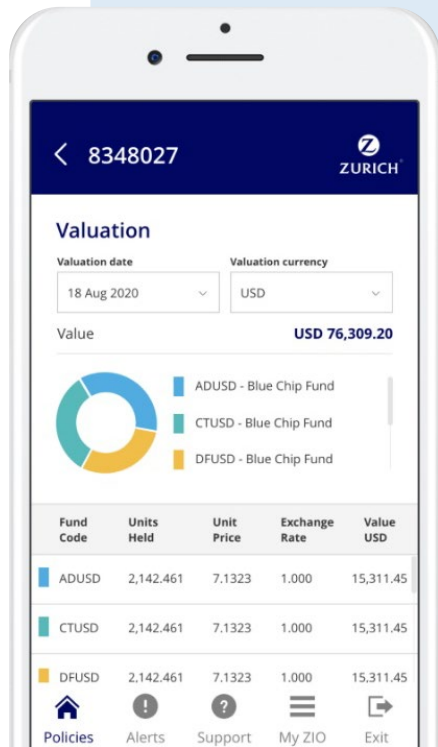 8348027
ZURICH
Valuation
Valuation date Valuation currency
18 Aug 2020 USD
Value USD 76,309.20
ADUSD - Blue Chip Fund
CTUSD - Blue Chip Fund
DFUSD - Blue Chip Fund
Fund Code Units Held Unit Price Exchange Rate Value USD
ADUSD 2,142.461 7.1323 1.000 15,311.45
CTUSD 2,142.461 7.1323 1.000 15,311.45
DFUSD 2,142.461 7.1323 1.000 15,311.45
Policies Alerts Support My ZIO Exit